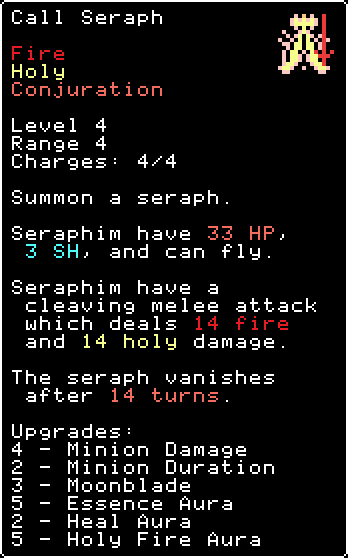 Call Seraph
Fire
Holy
Conjuration
Level 4
Range 4
Charges: 4/4
Summon a seraph.
Seraphim have 33 HP,
3 SH, and can fly.
Seraphim have a
cleaving melee attack
which deals 14 fire
and 14 holy damage.
The seraph vanishes
after 14 turns.
Upgrades:
4 - Minion Damage
2 - Minion Duration
3 - Moonblade
5 - Essence Aura
2 - Heal Aura
5 - Holy Fire Aura